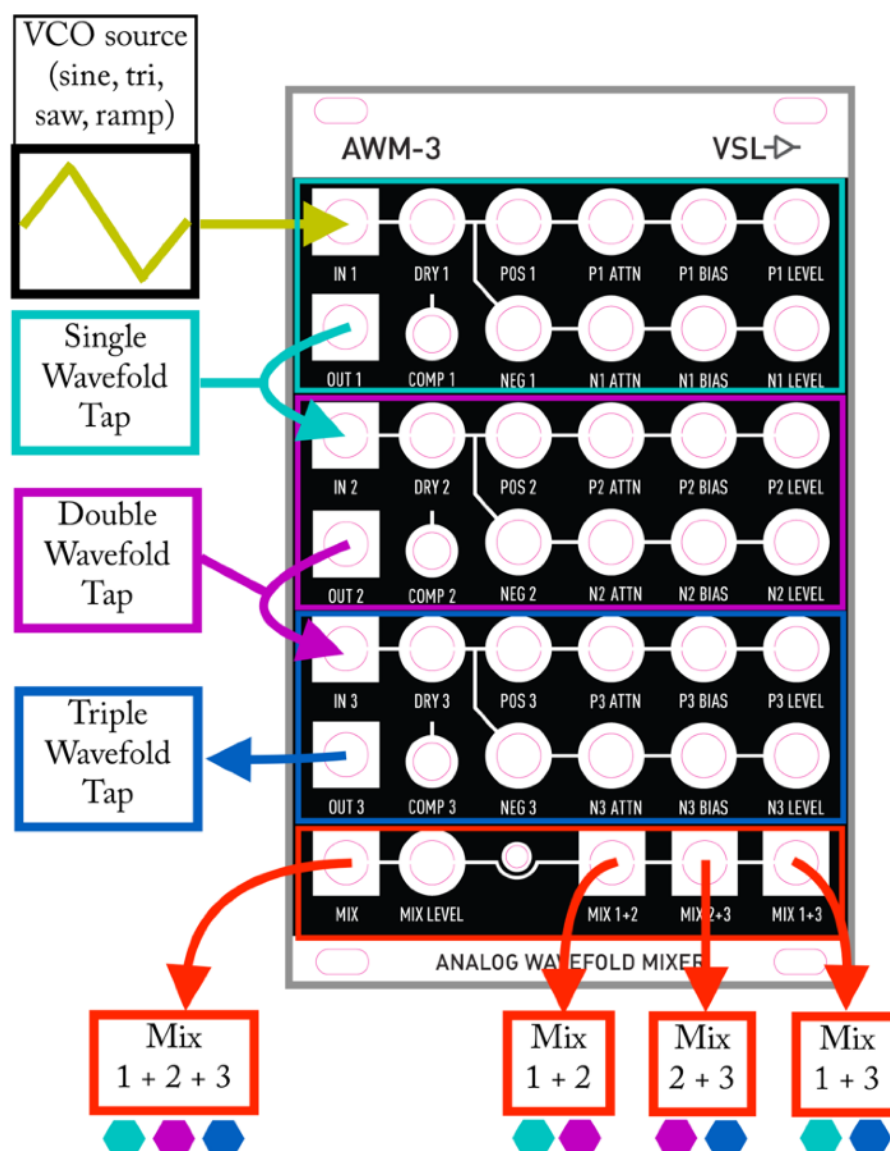 VCO source
(sine, tri,
saw, ramp)
AWM-3 VSL
IN 1 DRY 1 POS 1 P1 ATTN P1 BIAS P1 LEVEL
Single
Wavefold
Tap
OUT 1 COMP 1 NEG 1 N1 ATTN N1 BIAS N1 LEVEL
IN 2 DRY 2 POS 2 P2 ATTN P2 BIAS P2 LEVEL
Double
Wavefold
Tap
OUT 2 COMP 2 NEG 2 N2 ATTN N2 BIAS N2 LEVEL
IN 3 DRY 3 POS 3 P3 ATTN P3 BIAS P3 LEVEL
Triple
Wavefold
Tap
OUT 3 COMP 3 NEG 3 N3 ATTN N3 BIAS N3 LEVEL
MIX MIX LEVEL MIX 1+2 MIX 2+3 MIX 1+3
ANALOG WAVEFOLD MIXER
Mix
1 + 2 + 3
Mix
1 + 2
Mix
2 + 3
Mix
1 + 3